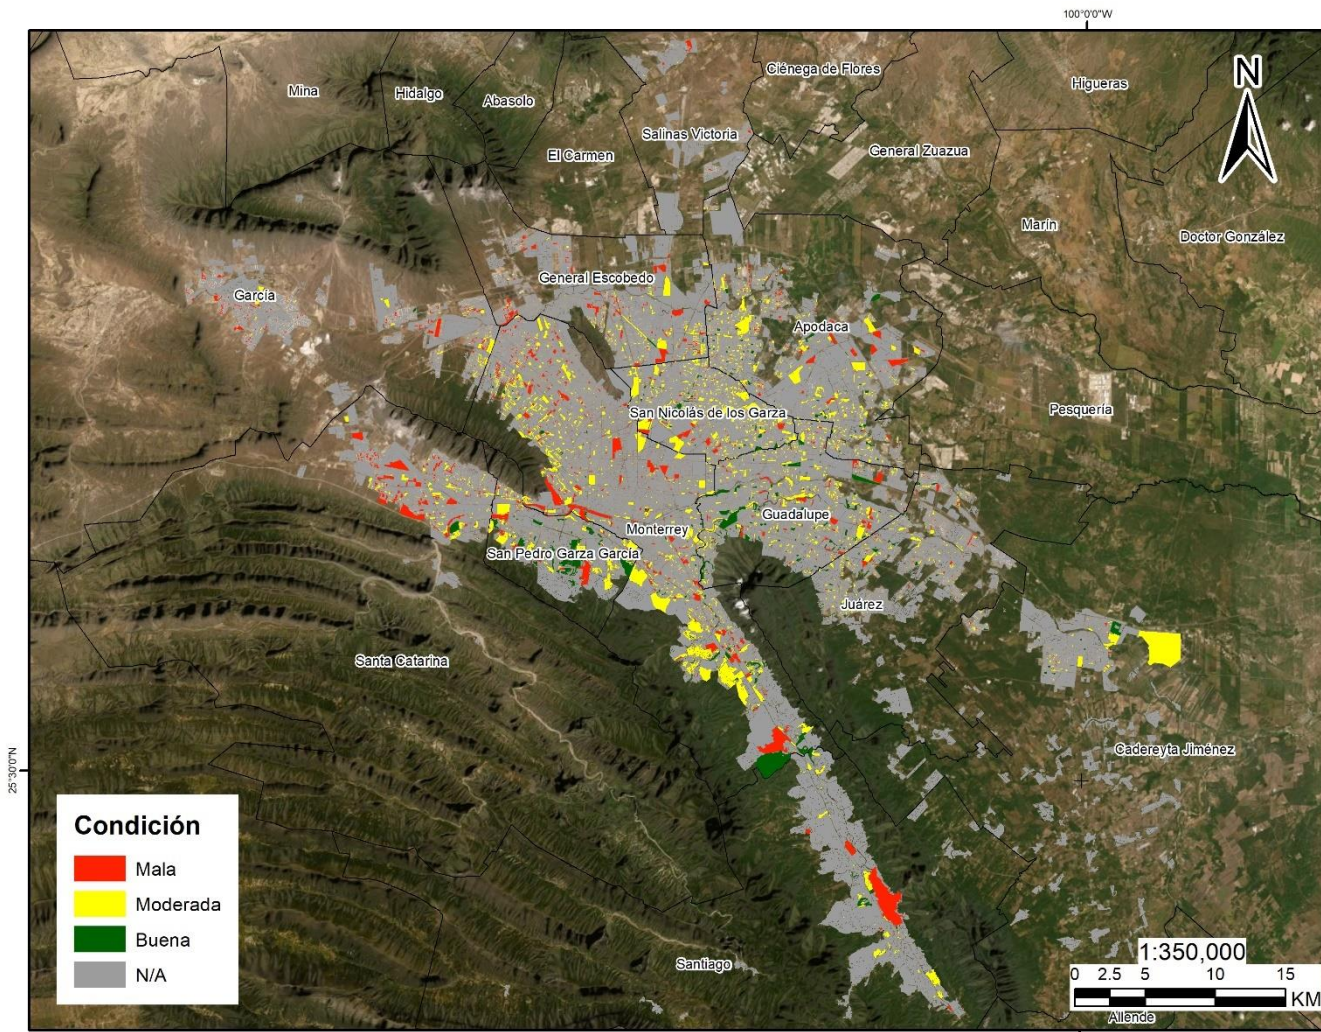 100°0'0"W
N
Ciénega de Flores
Higueras
Mina
Hidalgo
Abasolo
Salinas Victoria
El Carmen
General Zuazua
Marín
Doctor González
General Escobedo
García
Apodaca
San Nicolás de los Garza
Pesquería
Guadalupe
Monterrey
San Pedro Garza García
Juárez
Santa Catarina
Cadereyta Jiménez
25°30'0"N
Condición
Mala
Moderada
Buena
N/A
Santiago
1:350,000
0 2.5 5 10 15
KM
Allende